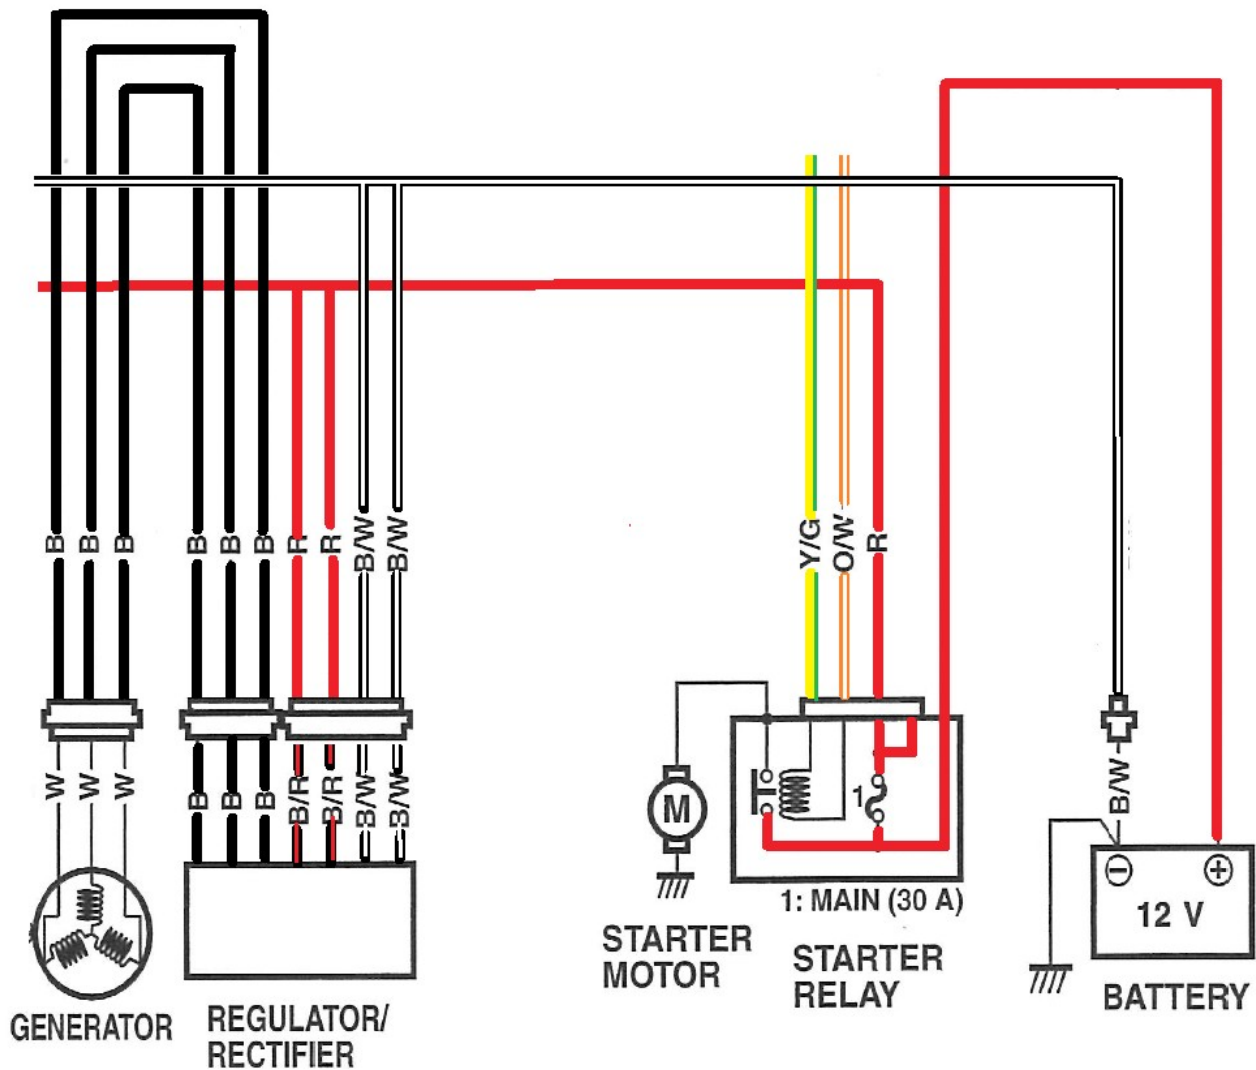 B B B B B B R R B/W B/W
Y/G O/W R
W W W
B B B B/R B/R B/W B/W
B/W
M
1
12 V
1: MAIN (30 A)
STARTER
MOTOR
STARTER
RELAY
BATTERY
GENERATOR
REGULATOR/
RECTIFIER